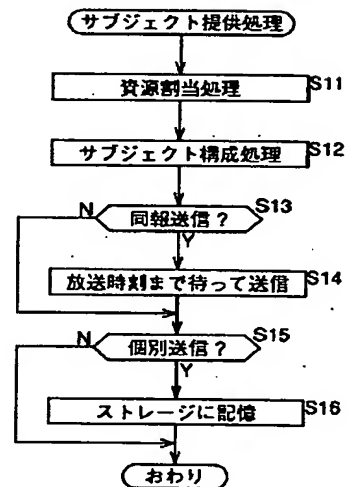 サブジェクト提供処理
資源割当処理 S11
サブジェクト構成処理 S12
N 同報送信? S13
Y
放送時刻まで待って送信 S14
N 個別送信? S15
Y
ストレージに記憶 S16
おわり